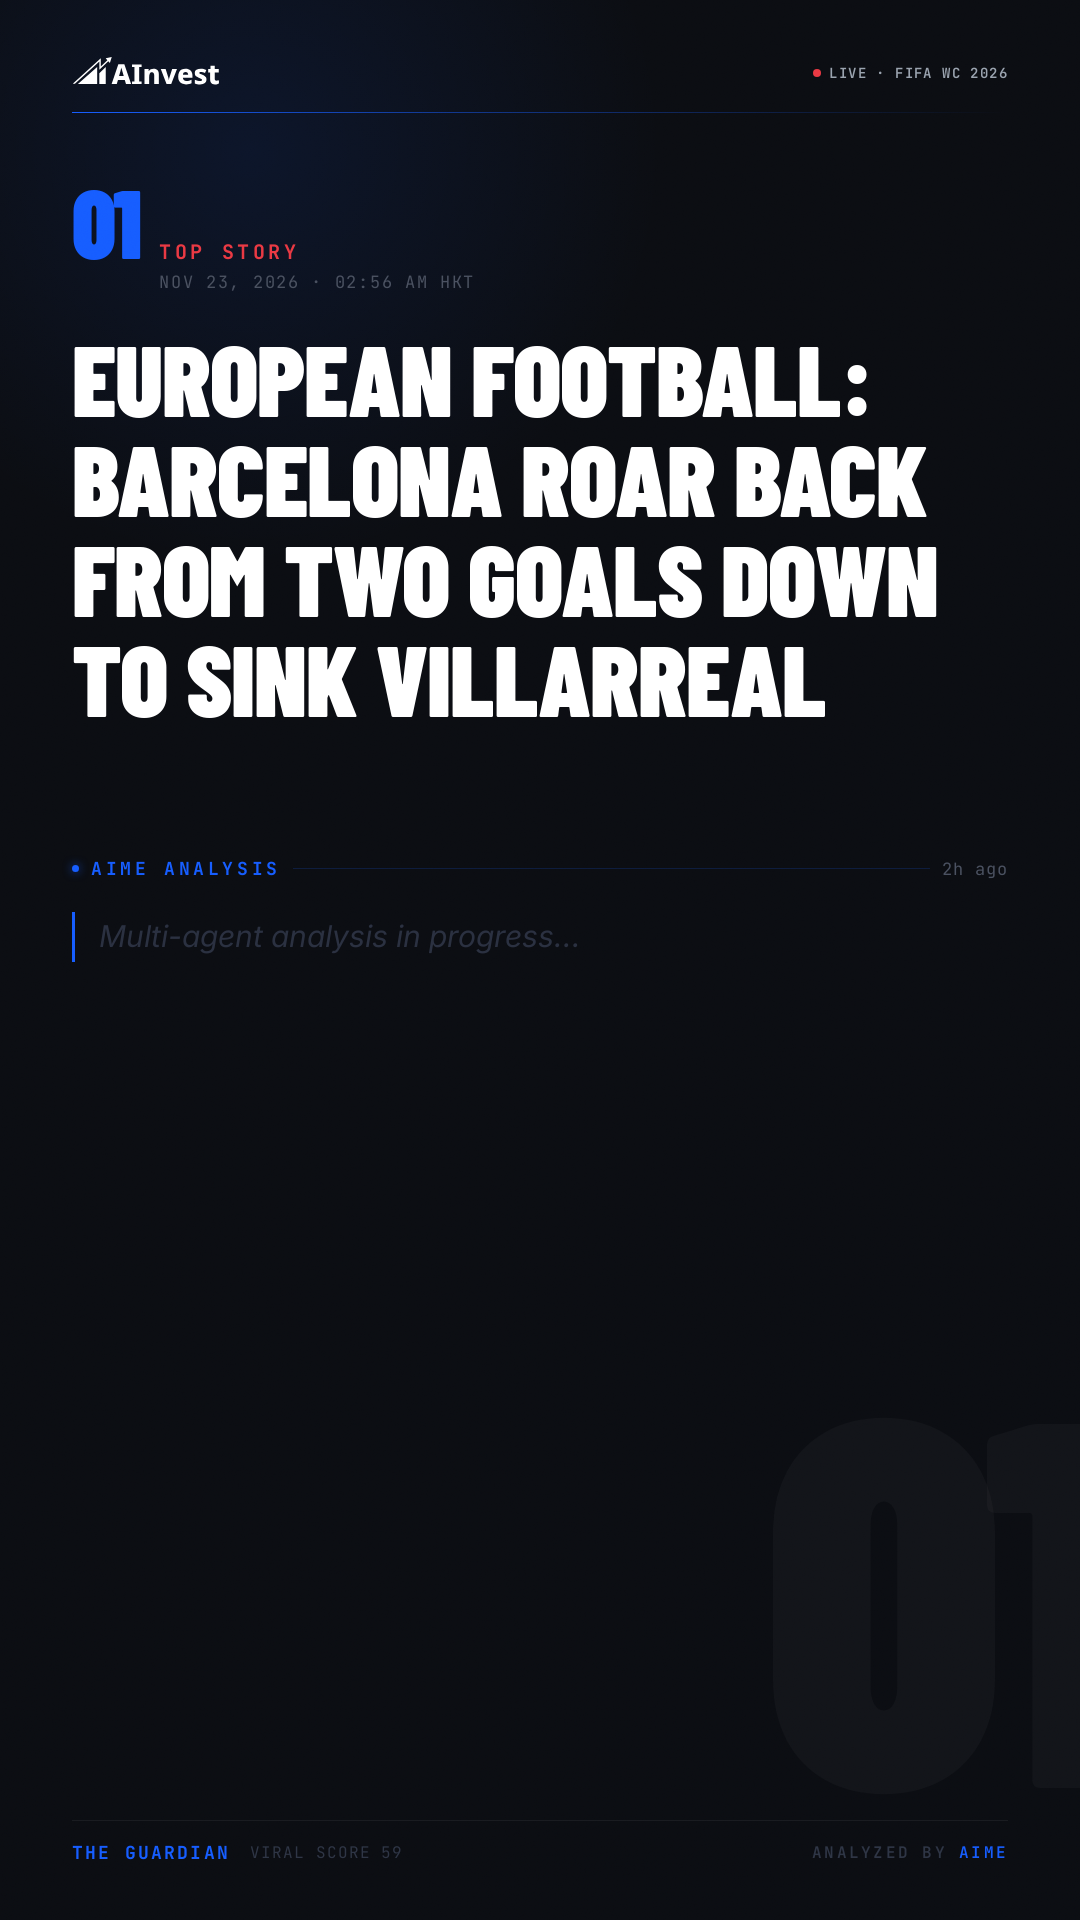 AInvest
LIVE · FIFA WC 2026
01
TOP STORY
NOV 23, 2026 · 02:56 AM HKT
EUROPEAN FOOTBALL:
BARCELONA ROAR BACK
FROM TWO GOALS DOWN
TO SINK VILLARREAL
AIME ANALYSIS
2h ago
Multi-agent analysis in progress...
01
THE GUARDIAN VIRAL SCORE 59
ANALYZED BY AIME